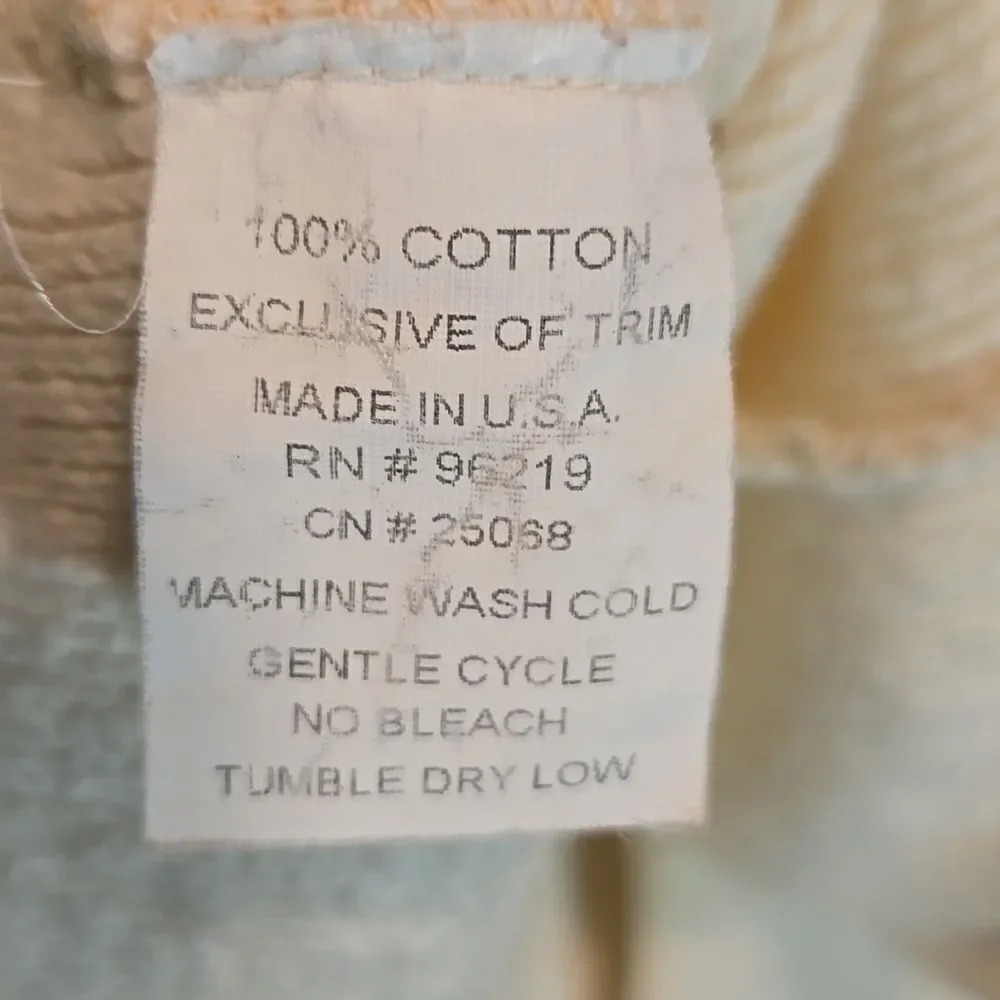 100% COTTON
EXCLUSIVE OF TRIM
MADE IN U.S.A.
RN # 96219
CN # 25068
MACHINE WASH COLD
GENTLE CYCLE
NO BLEACH
TUMBLE DRY LOW